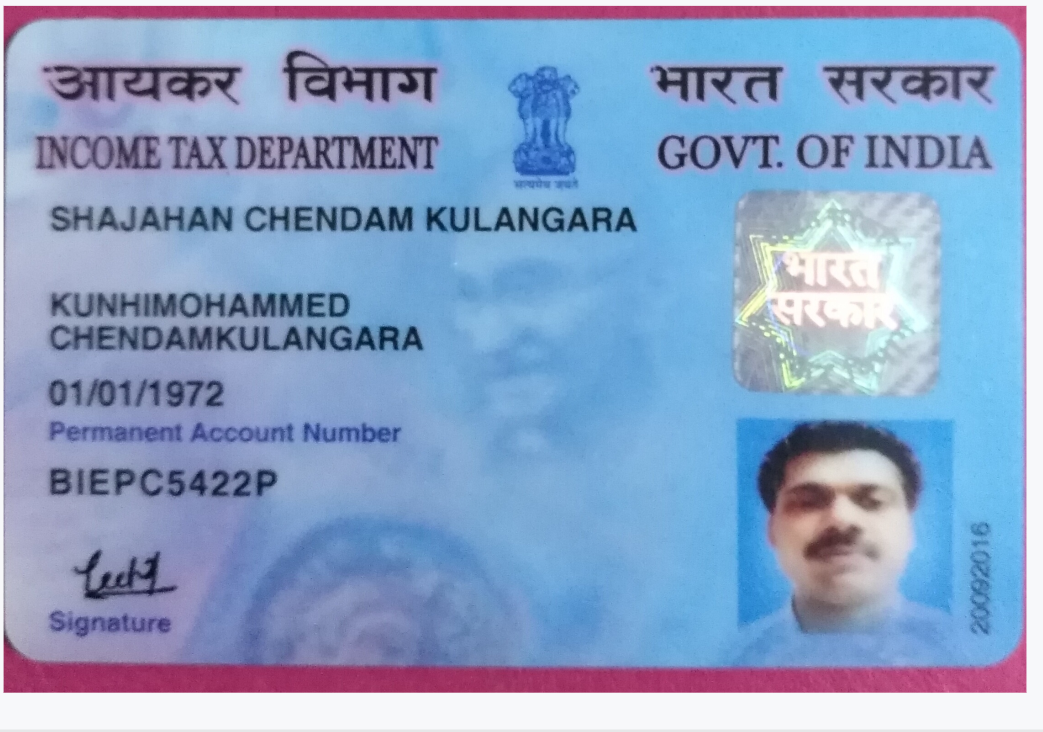 आयकर विभाग
भारत सरकार
INCOME TAX DEPARTMENT
GOVT. OF INDIA
सत्यमेव जयते
SHAJAHAN CHENDAM KULANGARA
भारत
सरकार
KUNHIMOHAMMED
CHENDAMKULANGARA
01/01/1972
Permanent Account Number
BIEPC5422P
20092016
Signature